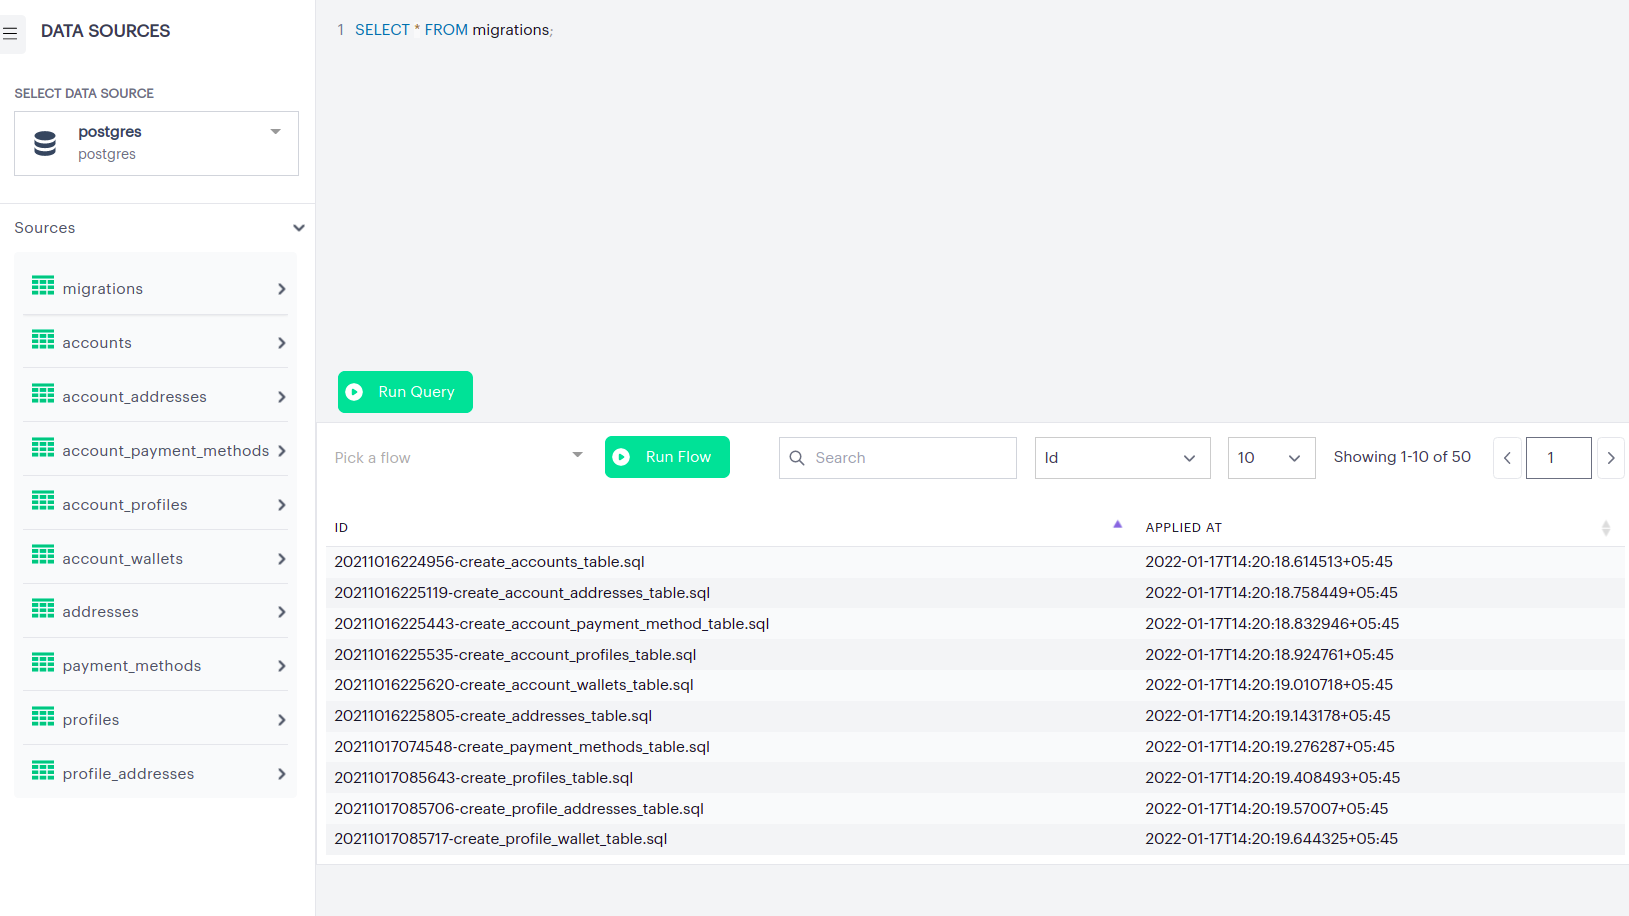 DATA SOURCES
SELECT DATA SOURCE
postgres
postgres
Sources
migrations
accounts
account_addresses
account_payment_methods
account_profiles
account_wallets
addresses
payment_methods
profiles
profile_addresses
1 SELECT * FROM migrations;
Run Query
Pick a flow Run Flow Search Id 10 Showing 1-10 of 50 1
ID APPLIED AT
20211016224956-create_accounts_table.sql 2022-01-17T14:20:18.614513+05:45
20211016225119-create_account_addresses_table.sql 2022-01-17T14:20:18.758449+05:45
20211016225443-create_account_payment_method_table.sql 2022-01-17T14:20:18.832946+05:45
20211016225535-create_account_profiles_table.sql 2022-01-17T14:20:18.924761+05:45
20211016225620-create_account_wallets_table.sql 2022-01-17T14:20:19.010718+05:45
20211016225805-create_addresses_table.sql 2022-01-17T14:20:19.143178+05:45
20211017074548-create_payment_methods_table.sql 2022-01-17T14:20:19.276287+05:45
20211017085643-create_profiles_table.sql 2022-01-17T14:20:19.408493+05:45
20211017085706-create_profile_addresses_table.sql 2022-01-17T14:20:19.57007+05:45
20211017085717-create_profile_wallet_table.sql 2022-01-17T14:20:19.644325+05:45